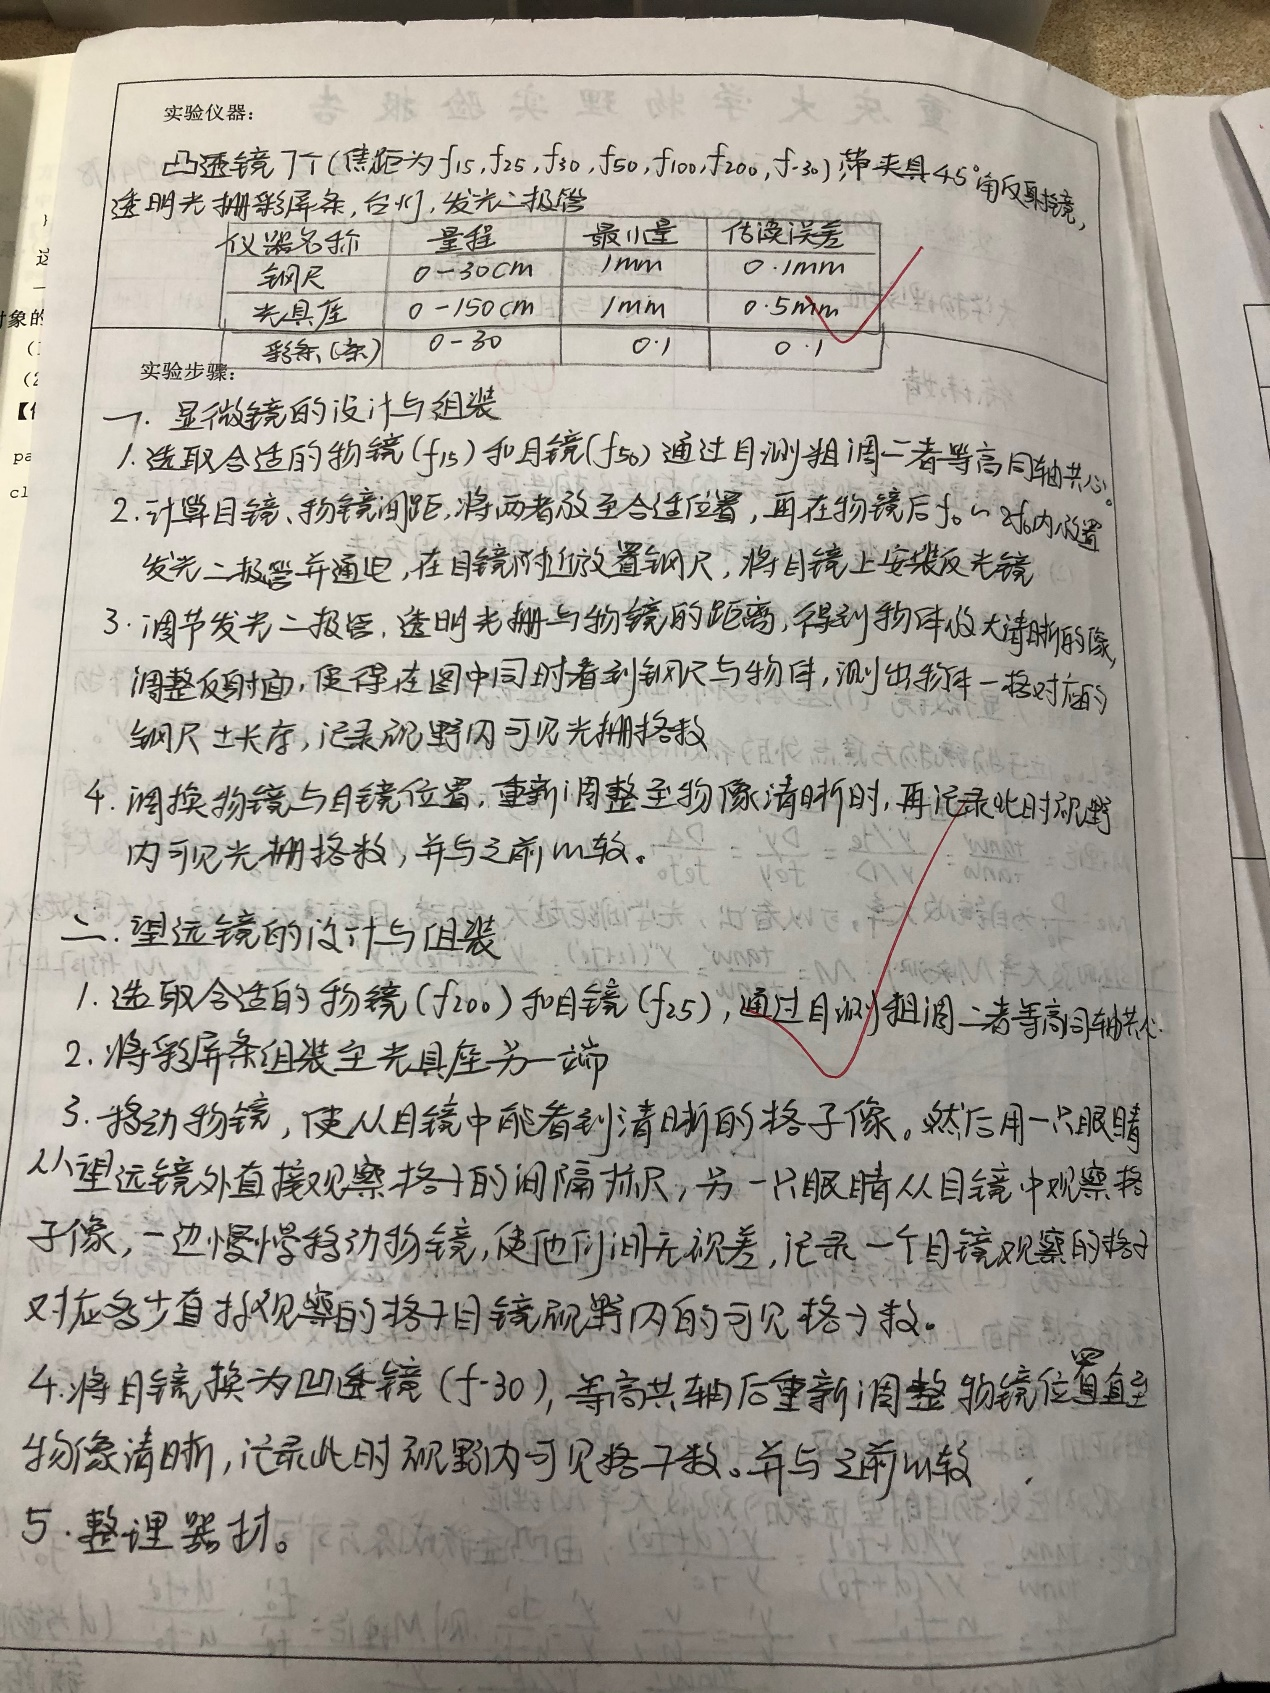 实验仪器：
凸透镜7个(焦距为f15,f25,f30,f50,f100,f200,f-30),带夹具45°角反射镜,
透明光栅彩屏条,台灯,发光二极管
仪器名称 量程 最小量 估读误差
钢尺 0-30cm 1mm 0.1mm
光具座 0-150cm 1mm 0.5mm
彩条(条) 0-30 0.1 0.1
实验步骤：
一. 显微镜的设计与组装
1.选取合适的物镜(f15)和目镜(f50)通过目测粗调二者等高同轴共心。
2.计算目镜、物镜间距,将两者放至合适位置,再在物镜后f0~2f0内放置
发光二极管并通电,在目镜附近放置钢尺,将目镜上安装反光镜
3.调节发光二极管,透明光栅与物镜的距离,得到物体放大清晰的像,
调整反射面,使得在图中同时看到钢尺与物体,测出物体一格对应的
钢尺上长度,记录视野内可见光栅格数
4.调换物镜与目镜位置,重新调整至物像清晰时,再记录此时视野
内可见光栅格数,并与之前比较。
二.望远镜的设计与组装
1.选取合适的物镜(f200)和目镜(f25),通过目测粗调二者等高同轴共心.
2.将彩屏条组装至光具座另一端
3.移动物镜,使从目镜中能看到清晰的格子像。然后用一只眼睛
从望远镜外直接观察格子的间隔标尺,另一只眼睛从目镜中观察格
子像,一边慢慢移动物镜,使他们间无视差,记录一个目镜观察的格子
对应多少直接观察的格子目镜视野内的可见格子数。
4.将目镜换为凹透镜(f-30),等高共轴后重新调整物镜位置直至
物像清晰,记录此时视野内可见格子数。并与之前比较
5.整理器材。
对象的
pa
cl